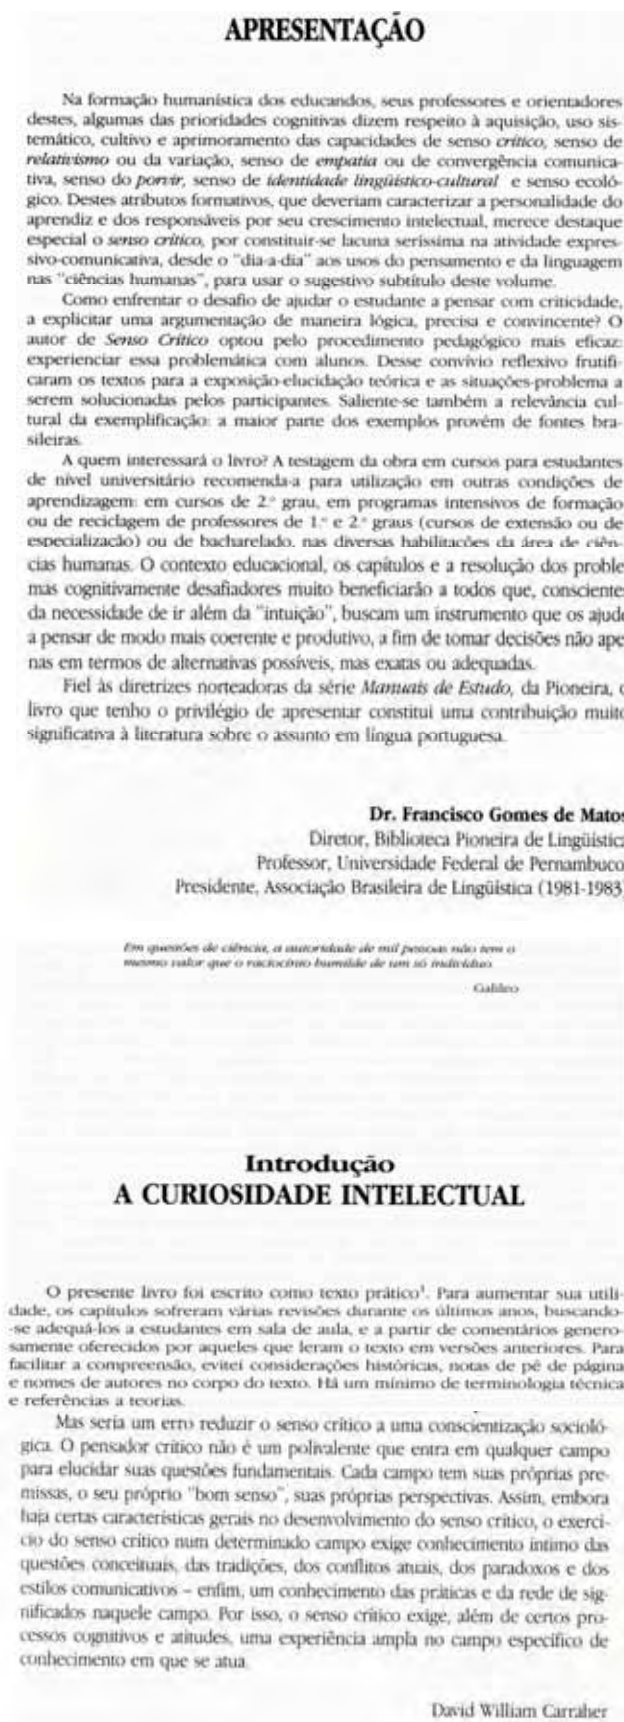 APRESENTAÇÃO
Na formação humanística dos educandos, seus professores e orientadores
destes, algumas das prioridades cognitivas dizem respeito à aquisição, uso sis-
temático, cultivo e aprimoramento das capacidades de senso crítico, senso de
relativismo ou da variação, senso de empatia ou de convergência comunica-
tiva, senso do porvir, senso de identidade lingüístico-cultural e senso ecoló-
gico. Destes atributos formativos, que deveriam caracterizar a personalidade do
aprendiz e dos responsáveis por seu crescimento intelectual, merece destaque
especial o senso crítico, por constituir-se lacuna seríssima na atividade expres-
sivo-comunicativa, desde o "dia-a-dia" aos usos do pensamento e da linguagem
nas "ciências humanas", para usar o sugestivo subtítulo deste volume.
Como enfrentar o desafio de ajudar o estudante a pensar com criticidade,
a explicitar uma argumentação de maneira lógica, precisa e convincente? O
autor de Senso Crítico optou pelo procedimento pedagógico mais eficaz:
experienciar essa problemática com alunos. Desse convívio reflexivo frutifi-
caram os textos para a exposição-elucidação teórica e as situações-problema a
serem solucionadas pelos participantes. Saliente-se também a relevância cul-
tural da exemplificação: a maior parte dos exemplos provém de fontes bra-
sileiras.
A quem interessará o livro? A testagem da obra em cursos para estudantes
de nível universitário recomenda-a para utilização em outras condições de
aprendizagem: em cursos de 2.º grau, em programas intensivos de formação
ou de reciclagem de professores de 1.º e 2.º graus (cursos de extensão ou de
especialização) ou de bacharelado, nas diversas habilitações da área de ciên-
cias humanas. O contexto educacional, os capítulos e a resolução dos proble
mas cognitivamente desafiadores muito beneficiarão a todos que, consciente
da necessidade de ir além da "intuição", buscam um instrumento que os ajude
a pensar de modo mais coerente e produtivo, a fim de tomar decisões não ape
nas em termos de alternativas possíveis, mas exatas ou adequadas.
Fiel às diretrizes norteadoras da série Manuais de Estudo, da Pioneira, o
livro que tenho o privilégio de apresentar constitui uma contribuição muito
significativa à literatura sobre o assunto em língua portuguesa.
Dr. Francisco Gomes de Matos
Diretor, Biblioteca Pioneira de Lingüística
Professor, Universidade Federal de Pernambuco
Presidente, Associação Brasileira de Lingüística (1981-1983)
Em questões de ciência, a autoridade de mil pessoas não tem o
mesmo valor que o raciocínio humilde de um só indivíduo.
Galileo
Introdução
A CURIOSIDADE INTELECTUAL
O presente livro foi escrito como texto prático¹. Para aumentar sua utili-
dade, os capítulos sofreram várias revisões durante os últimos anos, buscando-
-se adequá-los a estudantes em sala de aula, e a partir de comentários genero-
samente oferecidos por aqueles que leram o texto em versões anteriores. Para
facilitar a compreensão, evitei considerações históricas, notas de pé de página
e nomes de autores no corpo do texto. Há um mínimo de terminologia técnica
e referências a teorias.
Mas seria um erro reduzir o senso crítico a uma conscientização socioló-
gica. O pensador crítico não é um polivalente que entra em qualquer campo
para elucidar suas questões fundamentais. Cada campo tem suas próprias pre-
missas, o seu próprio "bom senso", suas próprias perspectivas. Assim, embora
haja certas características gerais no desenvolvimento do senso crítico, o exercí-
cio do senso crítico num determinado campo exige conhecimento íntimo das
questões conceituais, das tradições, dos conflitos atuais, dos paradoxos e dos
estilos comunicativos – enfim, um conhecimento das práticas e da rede de sig-
nificados naquele campo. Por isso, o senso crítico exige, além de certos pro-
cessos cognitivos e atitudes, uma experiência ampla no campo específico de
conhecimento em que se atua.
David William Carraher